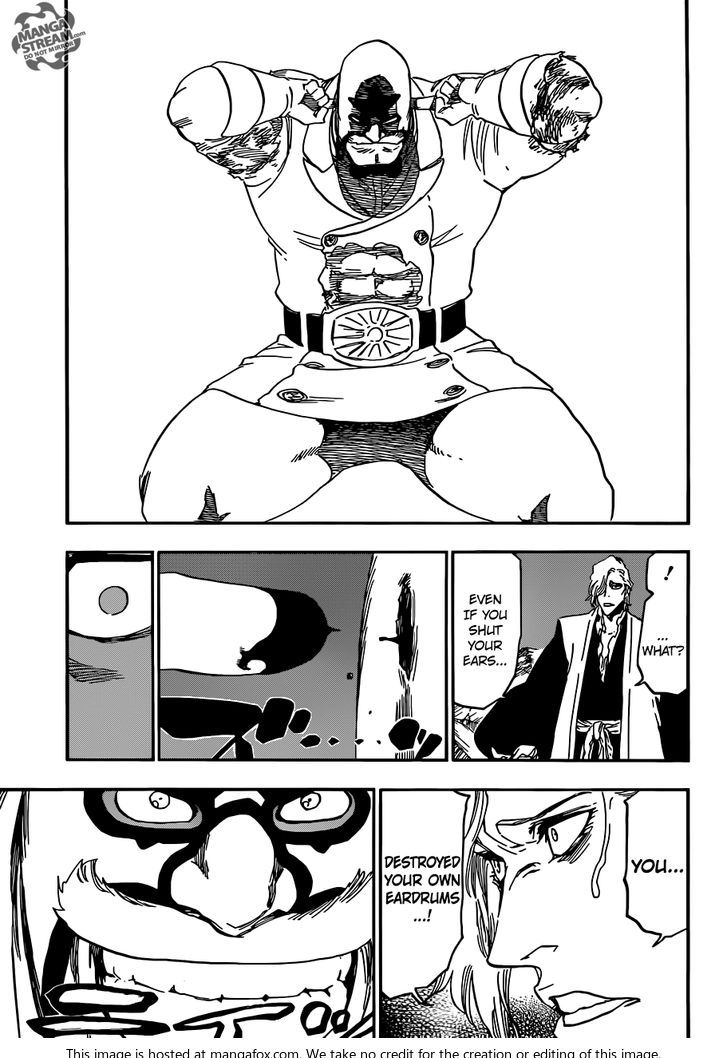 MANGA
STREAM.com
DO NOT MIRROR
!
...
WHAT?
EVEN
IF YOU
SHUT
YOUR
EARS...
YOU...
DESTROYED
YOUR OWN
EARDRUMS
...!
This image is hosted at mangafox.com. We take no credit for the creation or editing of this image.